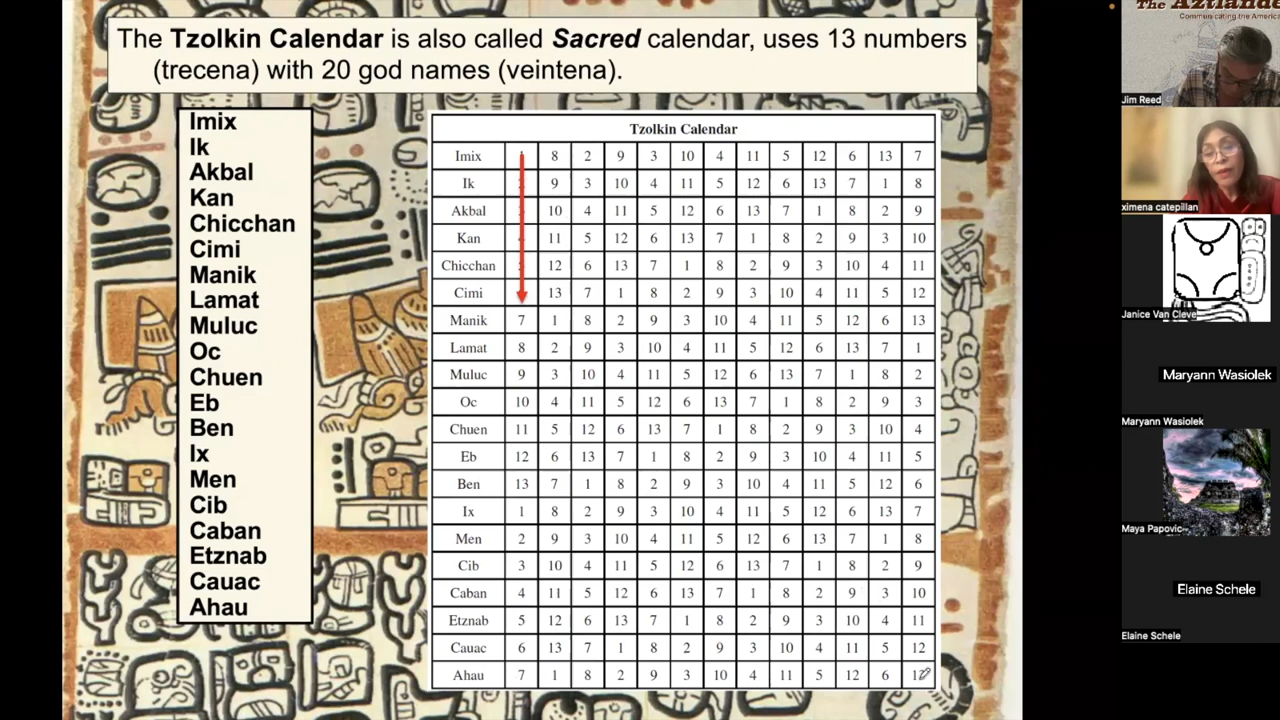 The Tzolkin Calendar is also called Sacred calendar, uses 13 numbers
(trecena) with 20 god names (veintena).
Imix
Ik
Akbal
Kan
Chicchan
Cimi
Manik
Lamat
Muluc
Oc
Chuen
Eb
Ben
Ix
Men
Cib
Caban
Etznab
Cauac
Ahau
Tzolkin Calendar
Imix 8 2 9 3 10 4 11 5 12 6 13 7
Ik 9 3 10 4 11 5 12 6 13 7 1 8
Akbal 10 4 11 5 12 6 13 7 1 8 2 9
Kan 11 5 12 6 13 7 1 8 2 9 3 10
Chicchan 12 6 13 7 1 8 2 9 3 10 4 11
Cimi 13 7 1 8 2 9 3 10 4 11 5 12
Manik 7 1 8 2 9 3 10 4 11 5 12 6 13
Lamat 8 2 9 3 10 4 11 5 12 6 13 7 1
Muluc 9 3 10 4 11 5 12 6 13 7 1 8 2
Oc 10 4 11 5 12 6 13 7 1 8 2 9 3
Chuen 11 5 12 6 13 7 1 8 2 9 3 10 4
Eb 12 6 13 7 1 8 2 9 3 10 4 11 5
Ben 13 7 1 8 2 9 3 10 4 11 5 12 6
Ix 1 8 2 9 3 10 4 11 5 12 6 13 7
Men 2 9 3 10 4 11 5 12 6 13 7 1 8
Cib 3 10 4 11 5 12 6 13 7 1 8 2 9
Caban 4 11 5 12 6 13 7 1 8 2 9 3 10
Etznab 5 12 6 13 7 1 8 2 9 3 10 4 11
Cauac 6 13 7 1 8 2 9 3 10 4 11 5 12
Ahau 7 1 8 2 9 3 10 4 11 5 12 6
The Aztlande
Communicating the America
Jim Reed
ximena catepillan
Janice Van Cleve
Maryann Wasiolek
Maryann Wasiolek
Maya Papovic
Elaine Schele
Elaine Schele